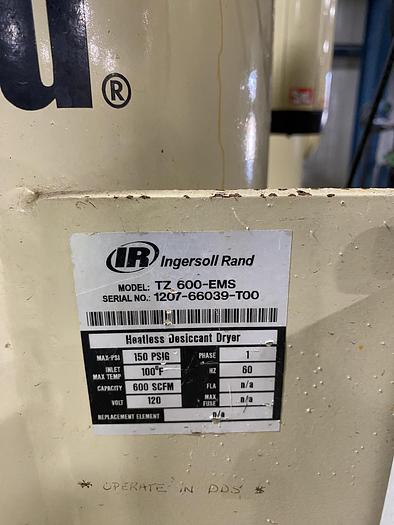 d®
IR Ingersoll Rand
MODEL: TZ 600-EMS
SERIAL NO.: 1207-66039-T00
Heatless Desiccant Dryer
MAX-PSI 150 PSIG PHASE 1
INLET MAX TEMP 100°F HZ 60
CAPACITY 600 SCFM FLA n/a
VOLT 120 MAX FUSE n/a
REPLACEMENT ELEMENT n/a
* OPERATE IN DDS *